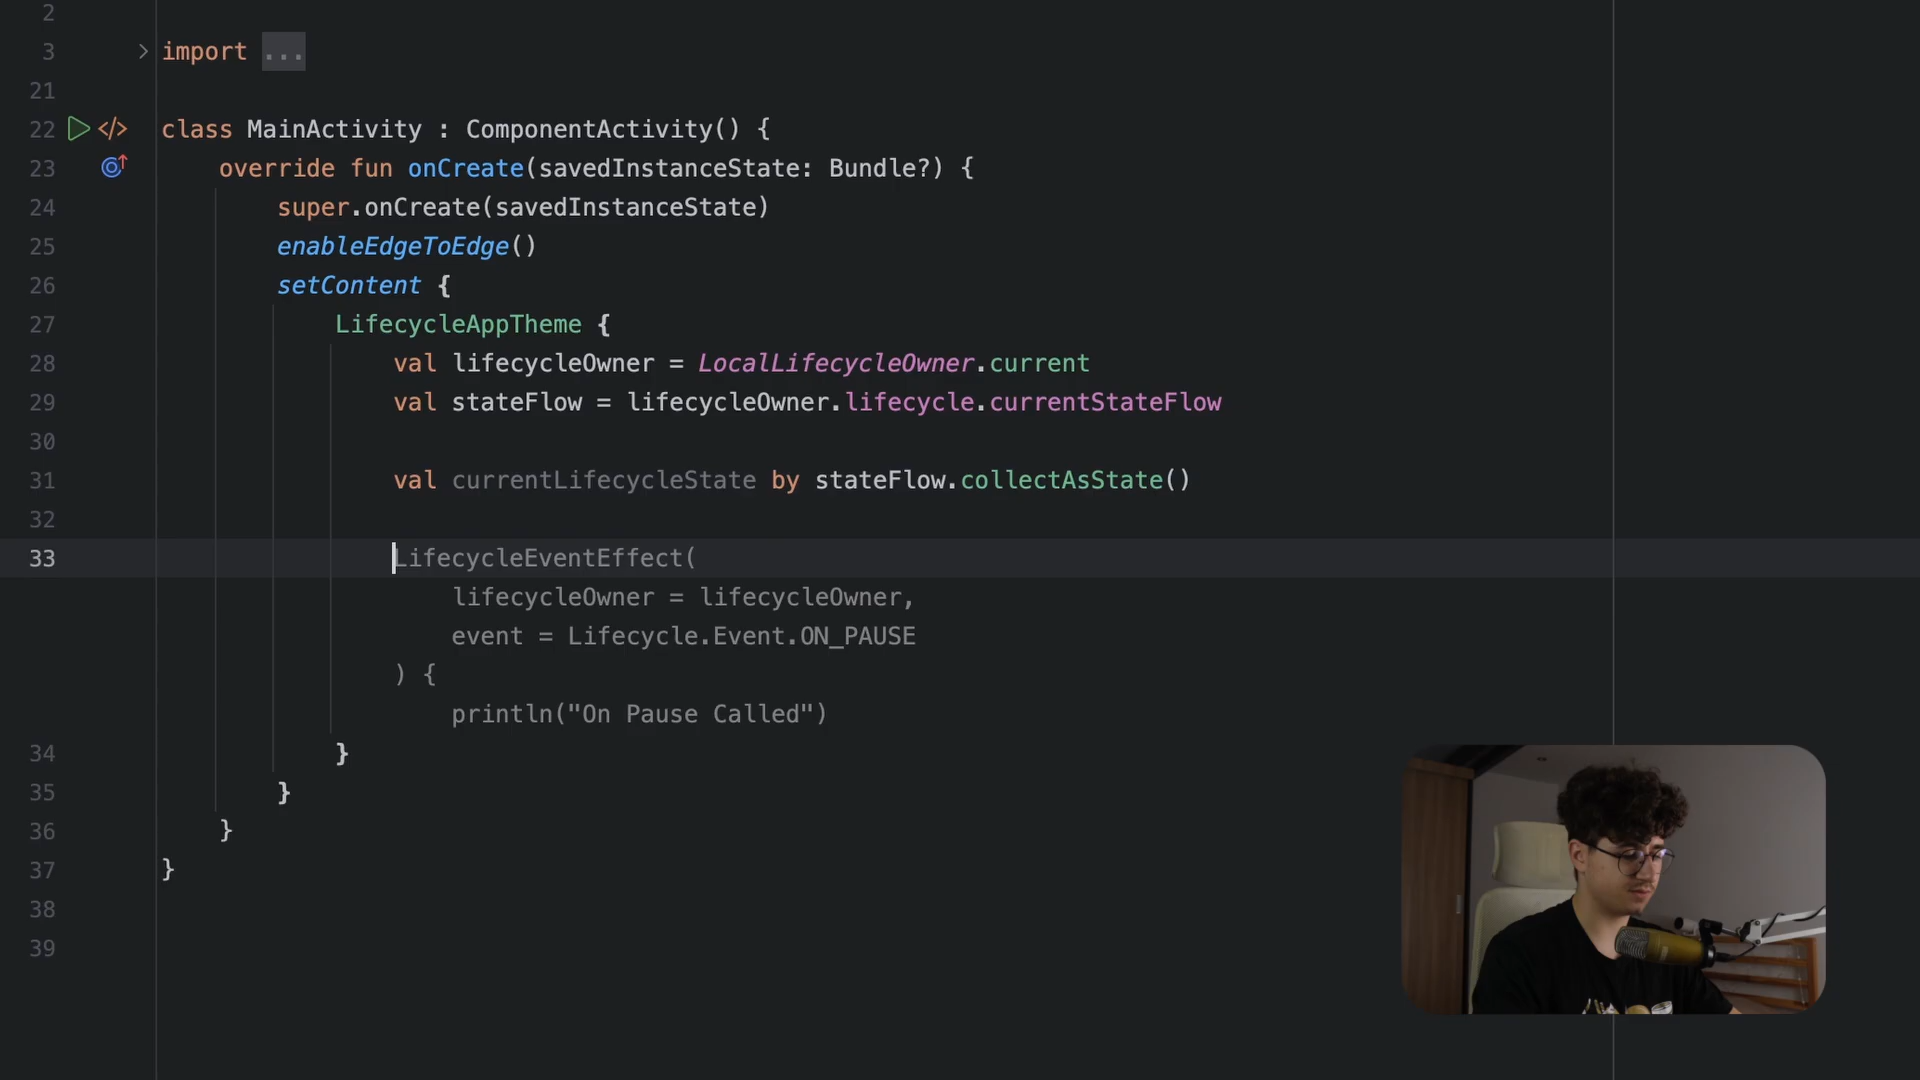 2
3 import ...
21
22 </> class MainActivity : ComponentActivity() {
23 override fun onCreate(savedInstanceState: Bundle?) {
24 super.onCreate(savedInstanceState)
25 enableEdgeToEdge()
26 setContent {
27 LifecycleAppTheme {
28 val lifecycleOwner = LocalLifecycleOwner.current
29 val stateFlow = lifecycleOwner.lifecycle.currentStateFlow
30
31 val currentLifecycleState by stateFlow.collectAsState()
32
33 LifecycleEventEffect(
lifecycleOwner = lifecycleOwner,
event = Lifecycle.Event.ON_PAUSE
) {
println("On Pause Called")
34 }
35 }
36 }
37 }
38
39